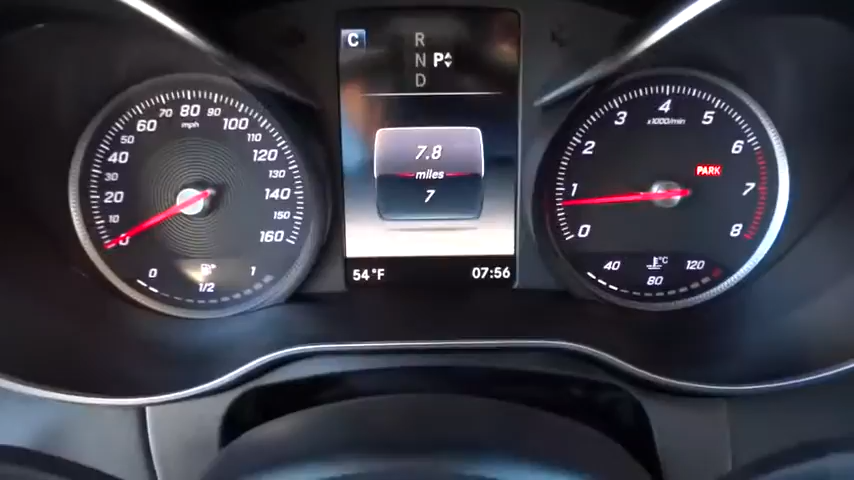 C
R
N P
D
7.8
miles
7
54°F 07:56
0 10 20 30 40 50 60 70 80 90 100 110 120 130 140 150 160
mph
0 1/2 1
0 1 2 3 4 5 6 7 8
x1000/min
PARK
°C
40 80 120